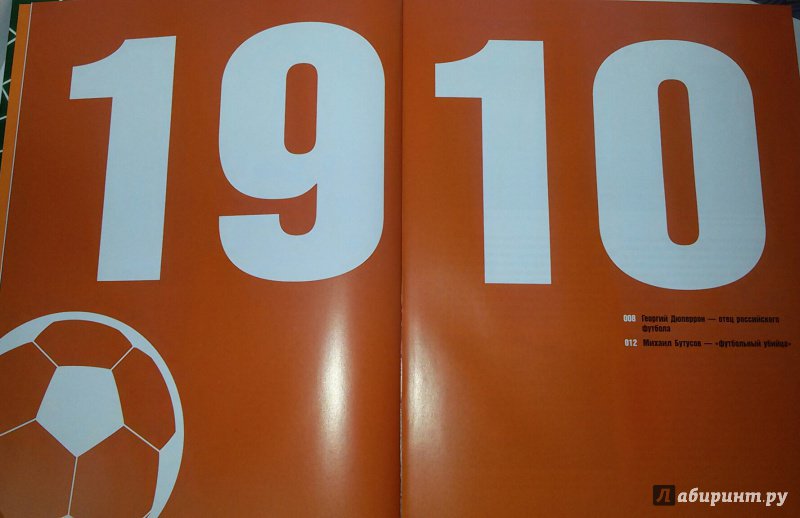 1910
008 Георгий Дюперрон — отец российского
футбола
012 Михаил Бутусов — «футбольный убийца»
Лабиринт.ру